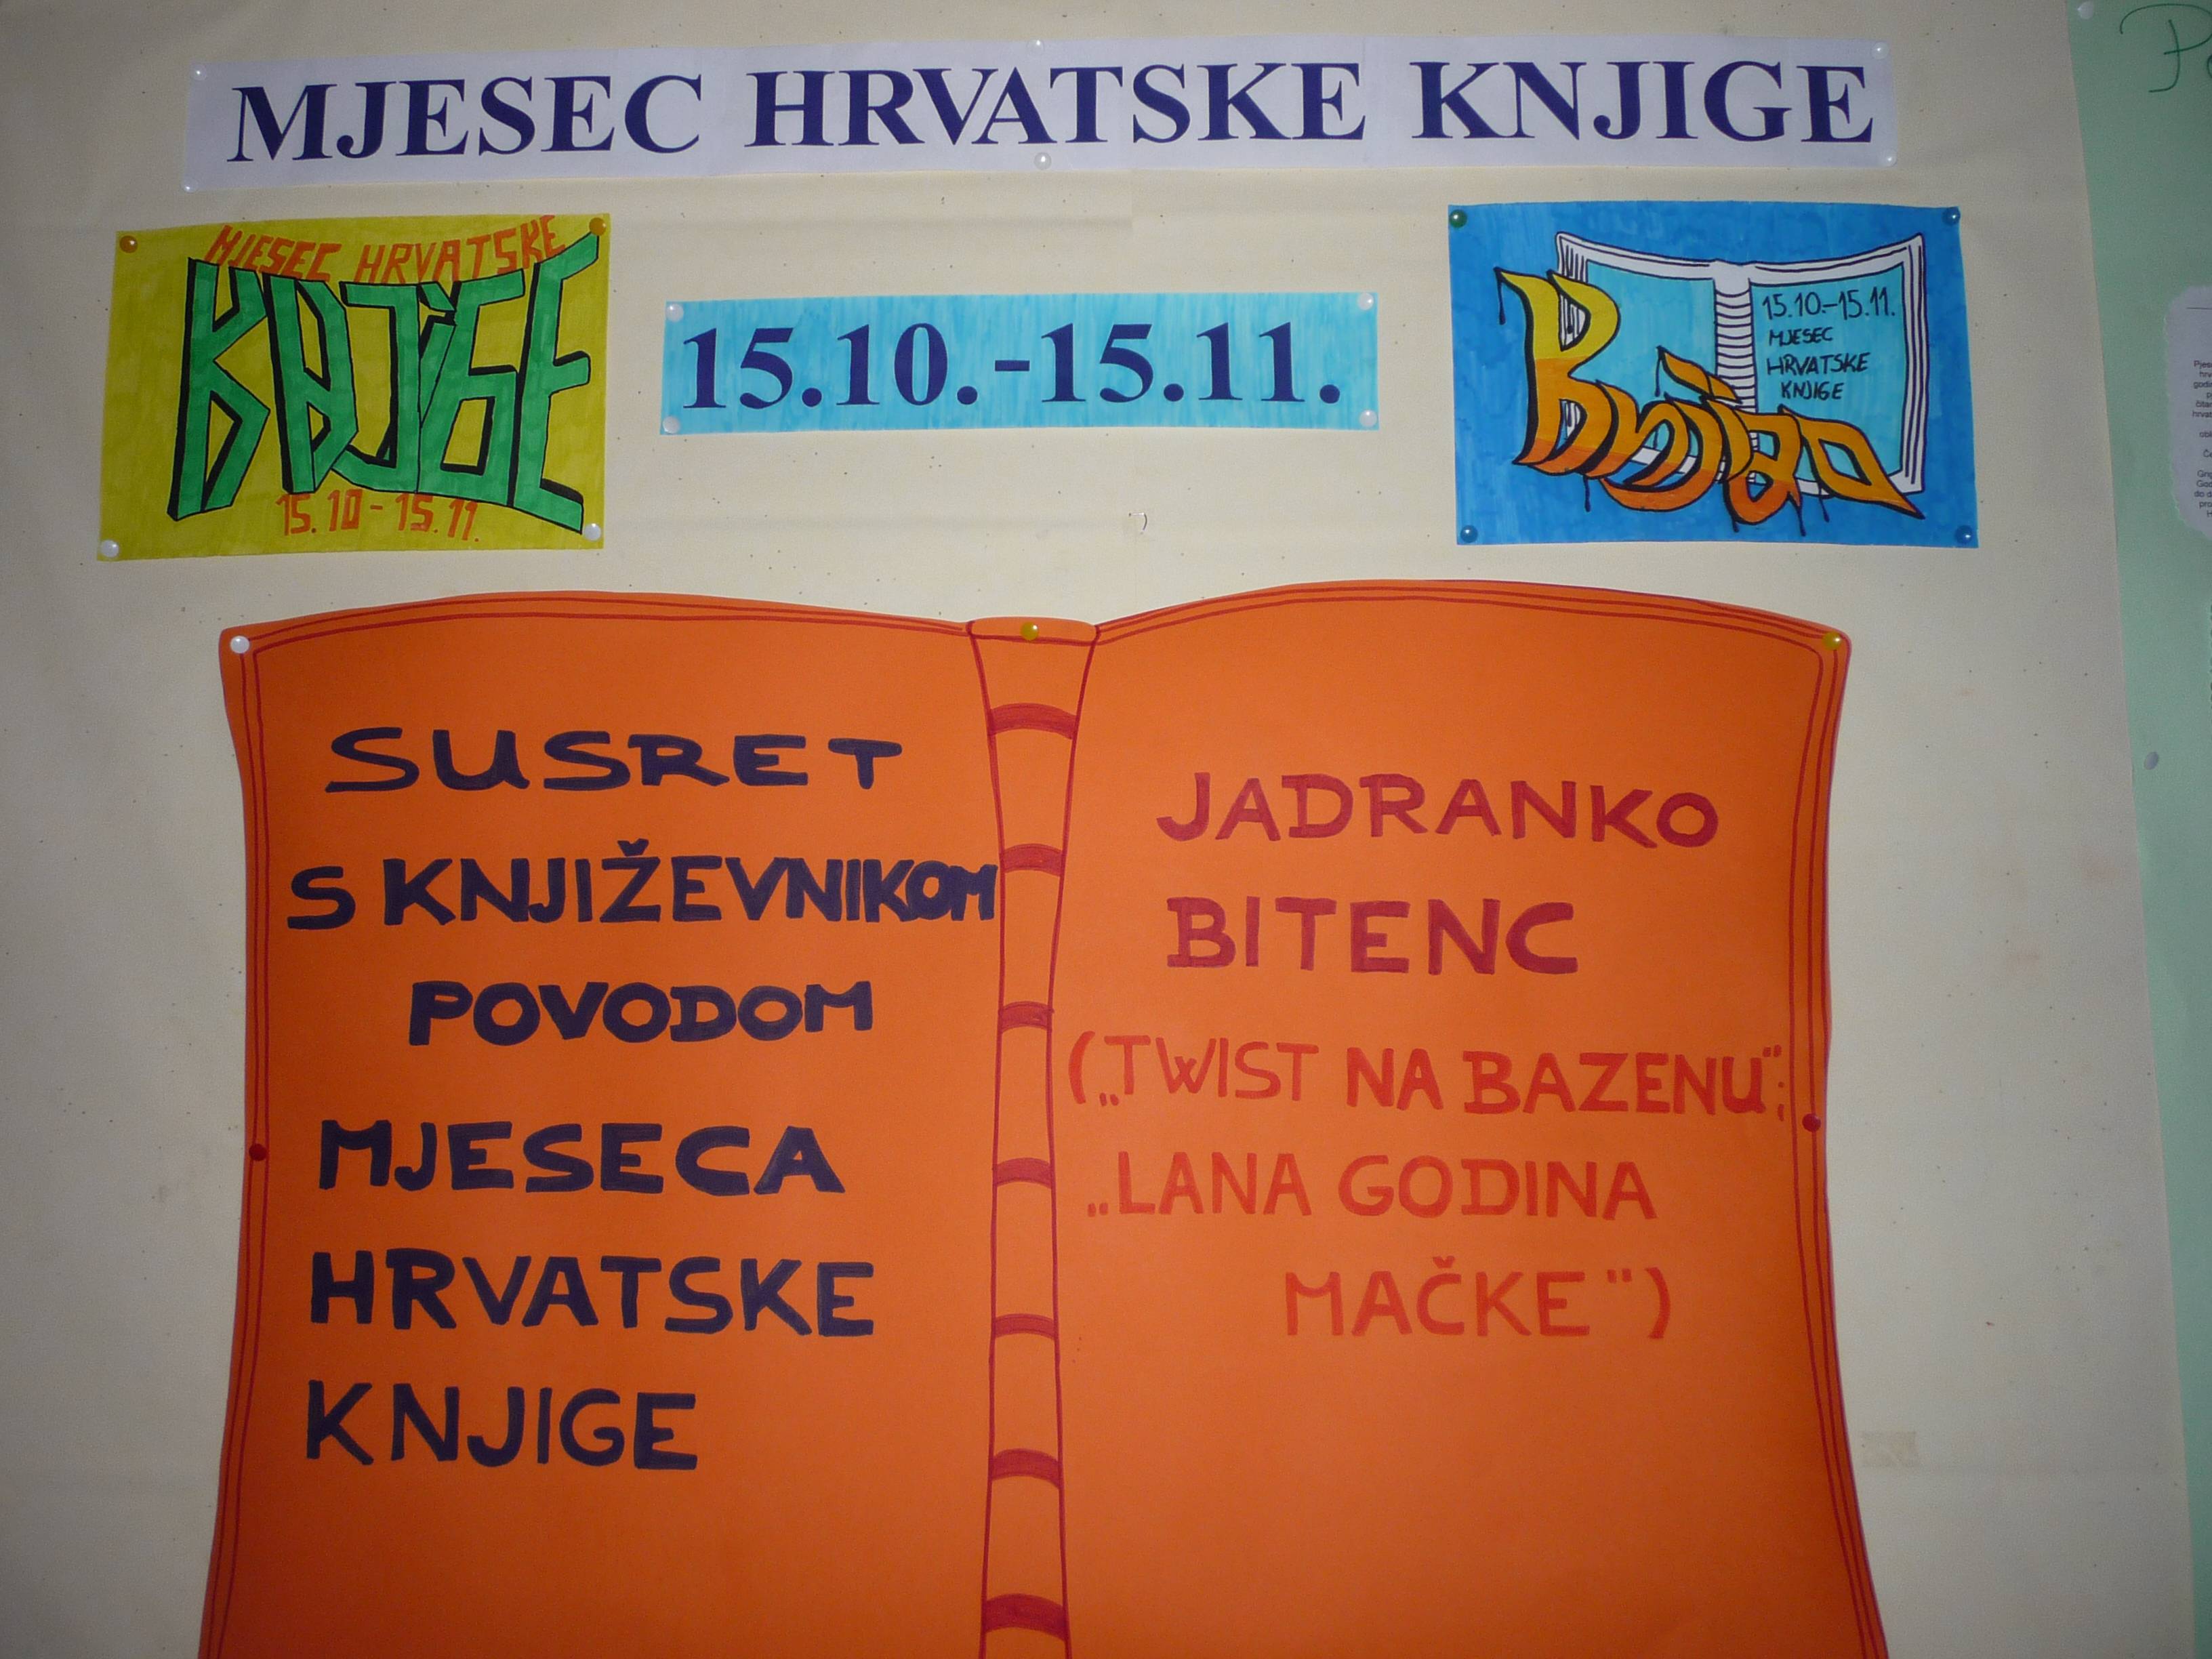 MJESEC HRVATSKE KNJIGE
MJESEC HRVATSKE
KNJIGE
15.10-15.11.
15.10.-15.11.
15.10.-15.11.
MJESEC
HRVATSKE
KNJIGE
Knjiga
SUSRET
S KNJIŽEVNIKOM
POVODOM
MJESECA
HRVATSKE
KNJIGE
JADRANKO
BITENC
(„TWIST NA BAZENU";
„LANA GODINA
MAČKE")